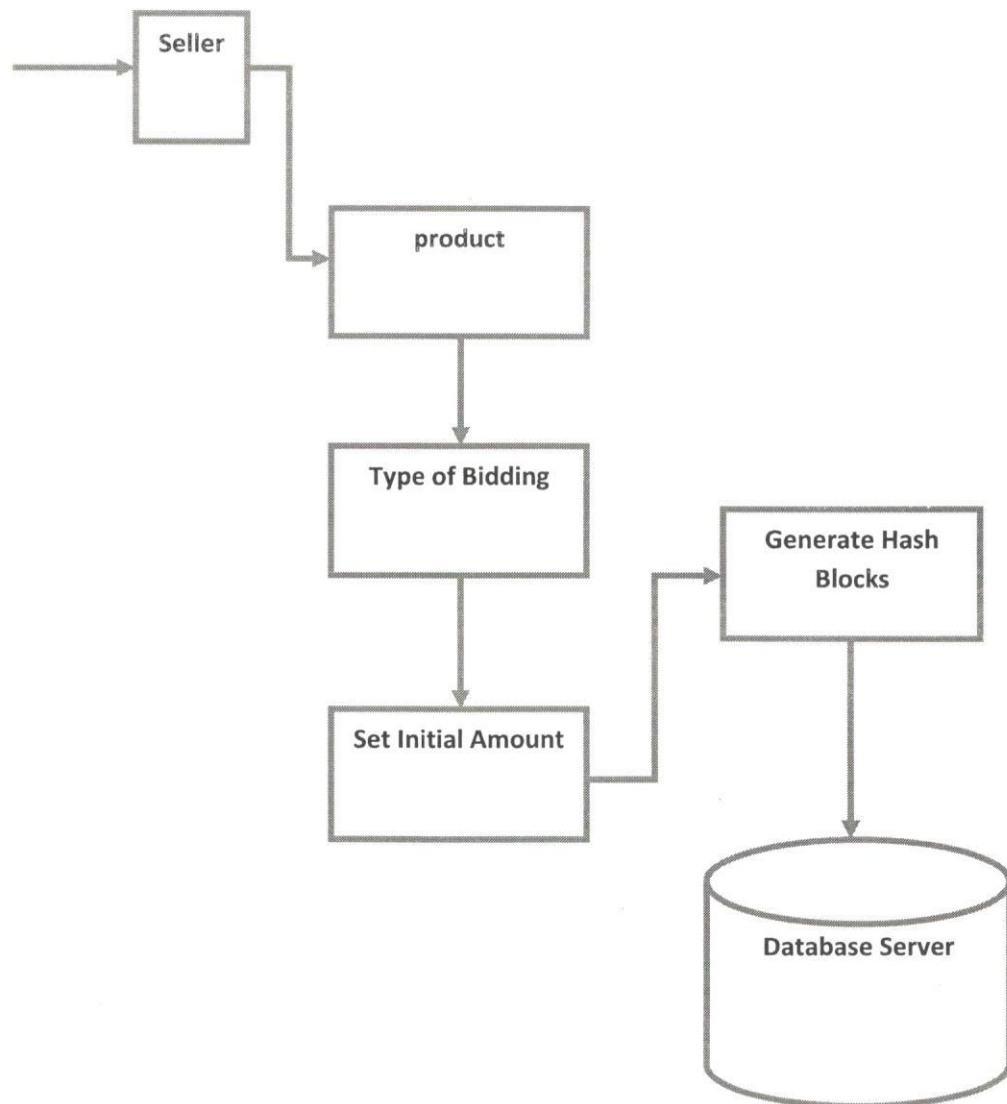 Seller
product
Type of Bidding
Generate Hash
Blocks
Set Initial Amount
Database Server